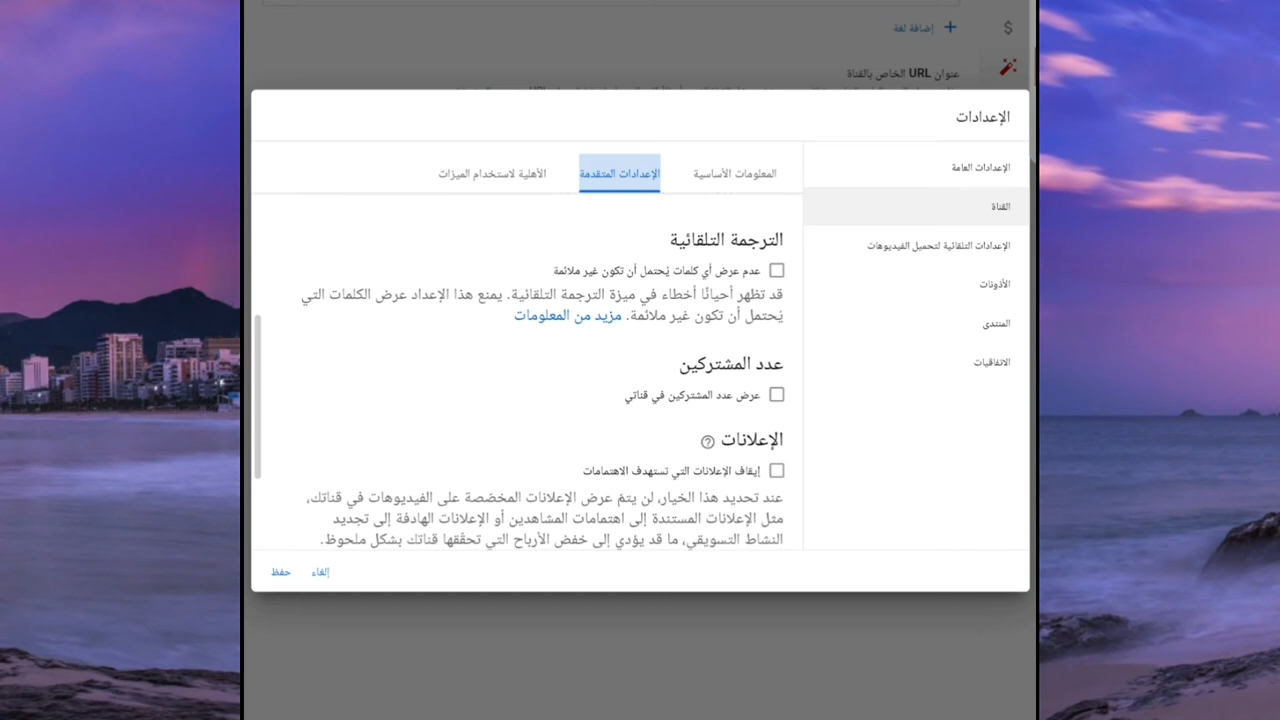 إضافة لغة
عنوان URL الخاص بالقناة
الإعدادات
الإعدادات العامة
القناة
الإعدادات التلقائية لتحميل الفيديوهات
الأذونات
المنتدى
الاتفاقيات
المعلومات الأساسية
الإعدادات المتقدمة
الأهلية لاستخدام الميزات
الترجمة التلقائية
عدم عرض أي كلمات يُحتمل أن تكون غير ملائمة
قد تظهر أحيانًا أخطاء في ميزة الترجمة التلقائية. يمنع هذا الإعداد عرض الكلمات التي
يُحتمل أن تكون غير ملائمة. مزيد من المعلومات
عدد المشتركين
عرض عدد المشتركين في قناتي
الإعلانات
إيقاف الإعلانات التي تستهدف الاهتمامات
عند تحديد هذا الخيار، لن يتمّ عرض الإعلانات المخصّصة على الفيديوهات في قناتك،
مثل الإعلانات المستندة إلى اهتمامات المشاهدين أو الإعلانات الهادفة إلى تجديد
النشاط التسويقي، ما قد يؤدي إلى خفض الأرباح التي تحقّقها قناتك بشكل ملحوظ.
إلغاء
حفظ